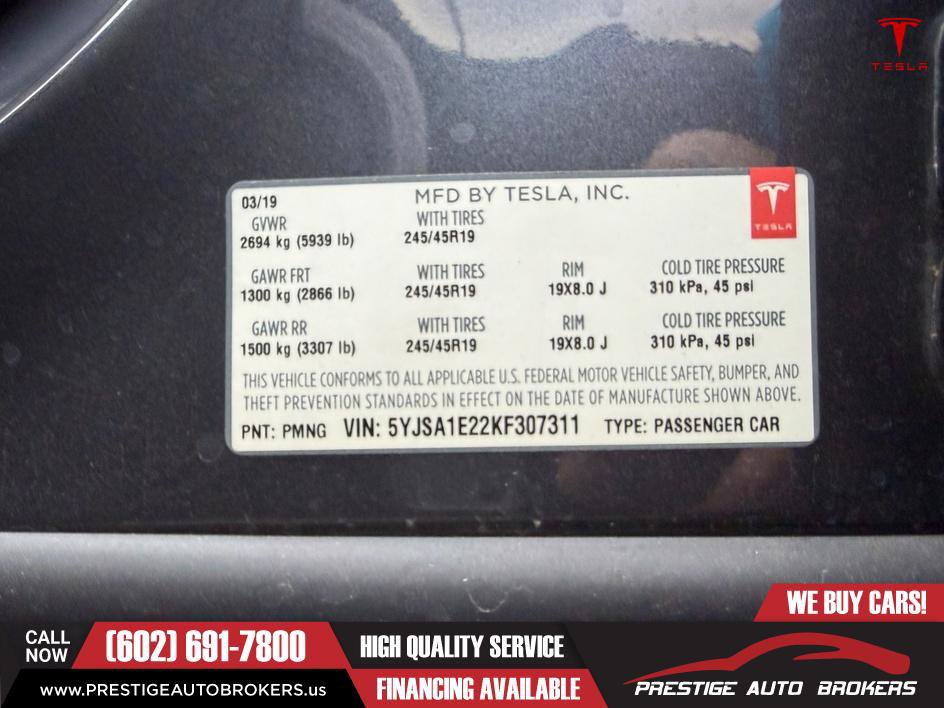 TESLA
03/19 MFD BY TESLA, INC.
GVWR WITH TIRES
2694 kg (5939 lb) 245/45R19
TESLA
GAWR FRT WITH TIRES RIM COLD TIRE PRESSURE
1300 kg (2866 lb) 245/45R19 19X8.0 J 310 kPa, 45 psi
GAWR RR WITH TIRES RIM COLD TIRE PRESSURE
1500 kg (3307 lb) 245/45R19 19X8.0 J 310 kPa, 45 psi
THIS VEHICLE CONFORMS TO ALL APPLICABLE U.S. FEDERAL MOTOR VEHICLE SAFETY, BUMPER, AND
THEFT PREVENTION STANDARDS IN EFFECT ON THE DATE OF MANUFACTURE SHOWN ABOVE.
PNT: PMNG VIN: 5YJSA1E22KF307311 TYPE: PASSENGER CAR
WE BUY CARS!
CALL NOW (602) 691-7800 HIGH QUALITY SERVICE
www.PRESTIGEAUTOBROKERS.us FINANCING AVAILABLE PRESTIGE AUTO BROKERS